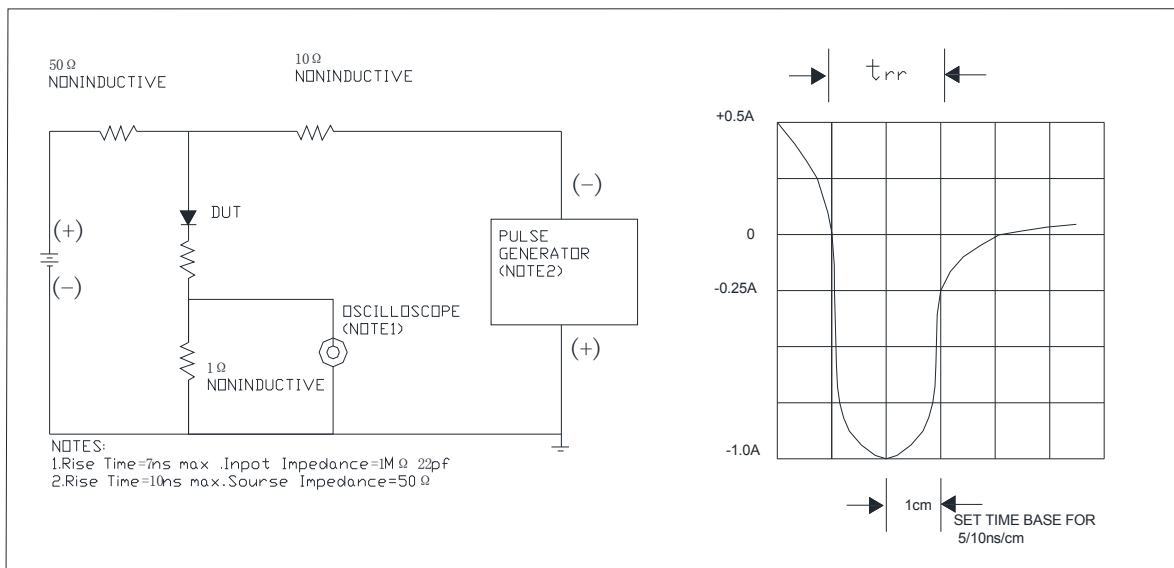 50Ω
NONINDUCTIVE
10Ω
NONINDUCTIVE
(+)
(−)
DUT
1Ω
NONINDUCTIVE
OSCILLOSCOPE
(NOTE1)
(−)
PULSE
GENERATOR
(NOTE2)
(+)
NOTES:
1.Rise Time=7ns max .Inpot Impedance=1M Ω 22pf
2.Rise Time=10ns max.Sourse Impedance=50 Ω
trr
+0.5A
0
-0.25A
-1.0A
1cm
SET TIME BASE FOR
5/10ns/cm